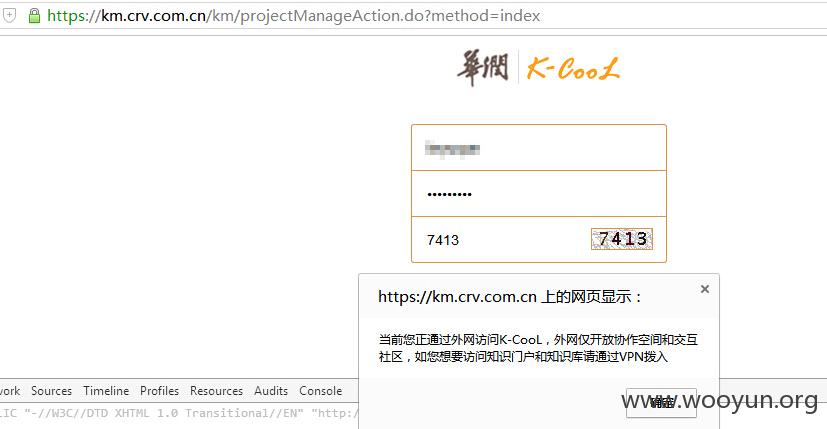 https://km.crv.com.cn/km/projectManageAction.do?method=index
華潤 K-CooL
•••••••••
7413 7413
https://km.crv.com.cn 上的网页显示：
当前您正通过外网访问K-CooL，外网仅开放协作空间和交互
社区，如您想要访问知识门户和知识库请通过VPN拨入
确定
www.wooyun.org
work Sources Timeline Profiles Resources Audits Console
LIC "-//W3C//DTD XHTML 1.0 Transitional//EN" "http:/